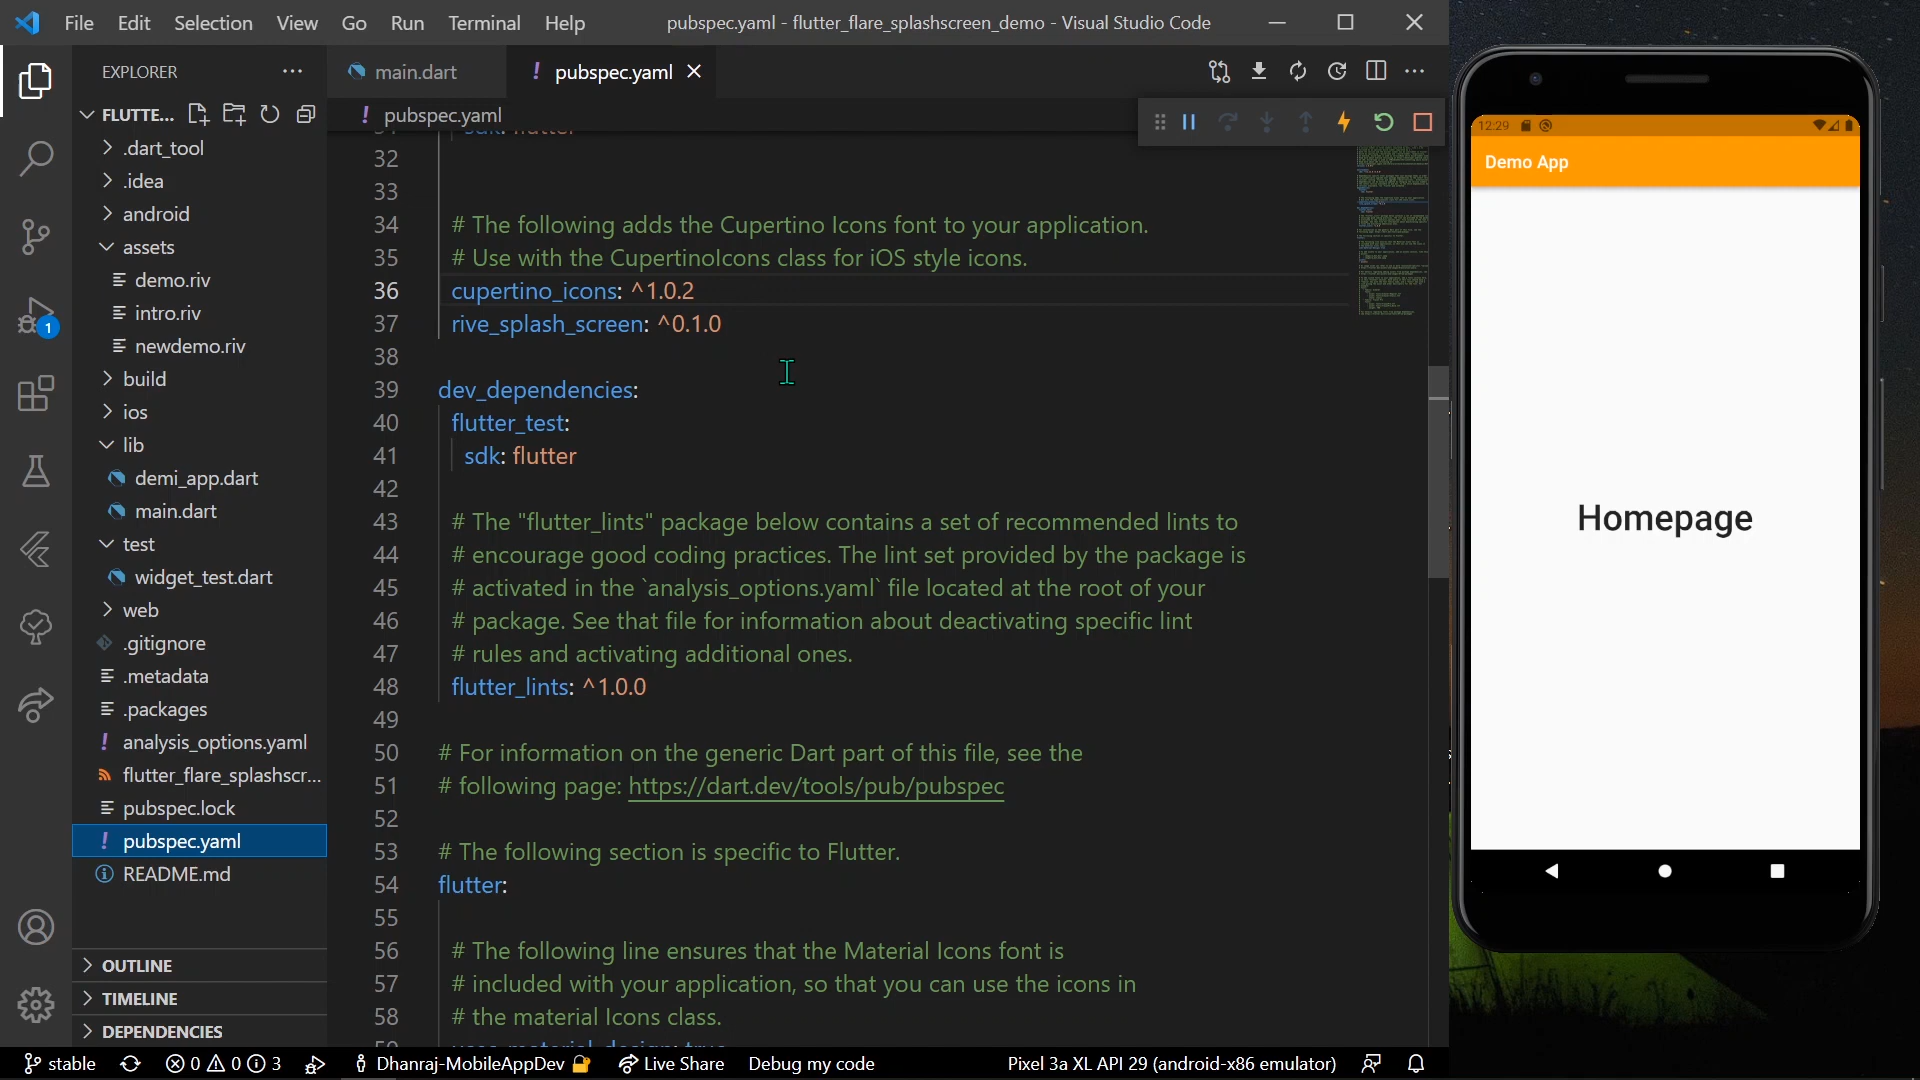 File Edit Selection View Go Run Terminal Help
pubspec.yaml - flutter_flare_splashscreen_demo - Visual Studio Code
EXPLORER
FLUTTE...
.dart_tool
.idea
android
assets
demo.riv
intro.riv
newdemo.riv
build
ios
lib
demi_app.dart
main.dart
test
widget_test.dart
web
.gitignore
.metadata
.packages
analysis_options.yaml
flutter_flare_splashscr...
pubspec.lock
pubspec.yaml
README.md
OUTLINE
TIMELINE
DEPENDENCIES
1
main.dart
! pubspec.yaml
! pubspec.yaml
sdk: flutter
32
33
34 # The following adds the Cupertino Icons font to your application.
35 # Use with the CupertinoIcons class for iOS style icons.
36 cupertino_icons: ^1.0.2
37 rive_splash_screen: ^0.1.0
38
39 dev_dependencies:
40 flutter_test:
41 sdk: flutter
42
43 # The "flutter_lints" package below contains a set of recommended lints to
44 # encourage good coding practices. The lint set provided by the package is
45 # activated in the `analysis_options.yaml` file located at the root of your
46 # package. See that file for information about deactivating specific lint
47 # rules and activating additional ones.
48 flutter_lints: ^1.0.0
49
50 # For information on the generic Dart part of this file, see the
51 # following page: https://dart.dev/tools/pub/pubspec
52
53 # The following section is specific to Flutter.
54 flutter:
55
56 # The following line ensures that the Material Icons font is
57 # included with your application, so that you can use the icons in
58 # the material Icons class.
uses-material-design: true
stable 0 0 3 Dhanraj-MobileAppDev Live Share Debug my code Pixel 3a XL API 29 (android-x86 emulator)
12:29
Demo App
Homepage